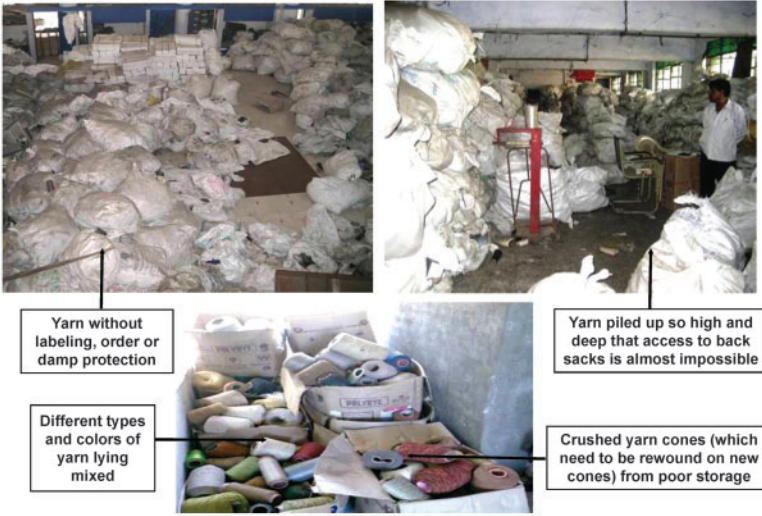 Yarn without
labeling, order or
damp protection
Yarn piled up so high and
deep that access to back
sacks is almost impossible
Different types
and colors of
yarn lying
mixed
Crushed yarn cones (which
need to be rewound on new
cones) from poor storage